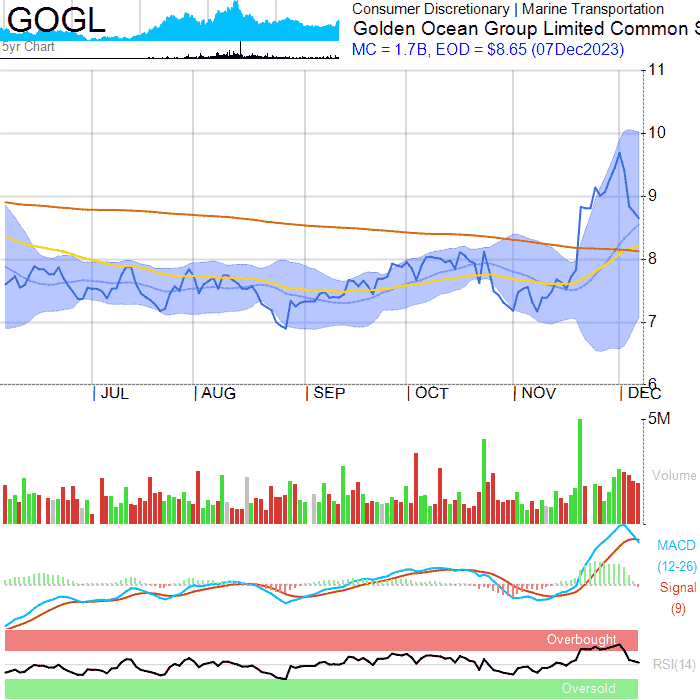 GOGL
5yr Chart
Consumer Discretionary | Marine Transportation
Golden Ocean Group Limited Common S
MC = 1.7B, EOD = $8.65 (07Dec2023)
11
10
9
8
7
6
JUL AUG SEP OCT NOV DEC
5M
Volume
MACD
(12-26)
Signal
(9)
Overbought
RSI(14)
Oversold